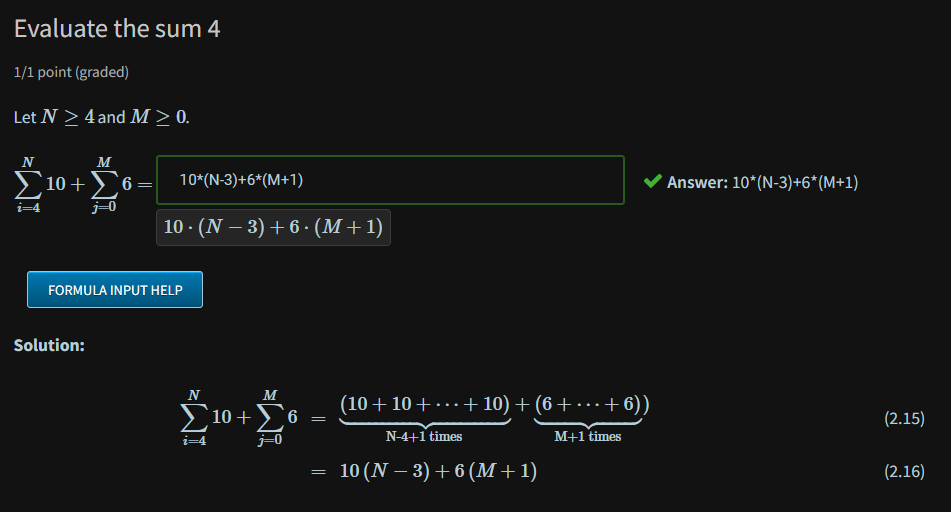 Evaluate the sum 4
1/1 point (graded)
Let N ≥ 4 and M ≥ 0.
∑_{i=4}^{N} 10 + ∑_{j=0}^{M} 6 = 10*(N-3)+6*(M+1) ✔ Answer: 10*(N-3)+6*(M+1)
10 · (N − 3) + 6 · (M + 1)
FORMULA INPUT HELP
Solution:
∑_{i=4}^{N} 10 + ∑_{j=0}^{M} 6 = \underbrace{(10 + 10 + ··· + 10)}_{N-4+1 times} + \underbrace{(6 + ··· + 6)}_{M+1 times}) (2.15)
= 10 (N − 3) + 6 (M + 1) (2.16)